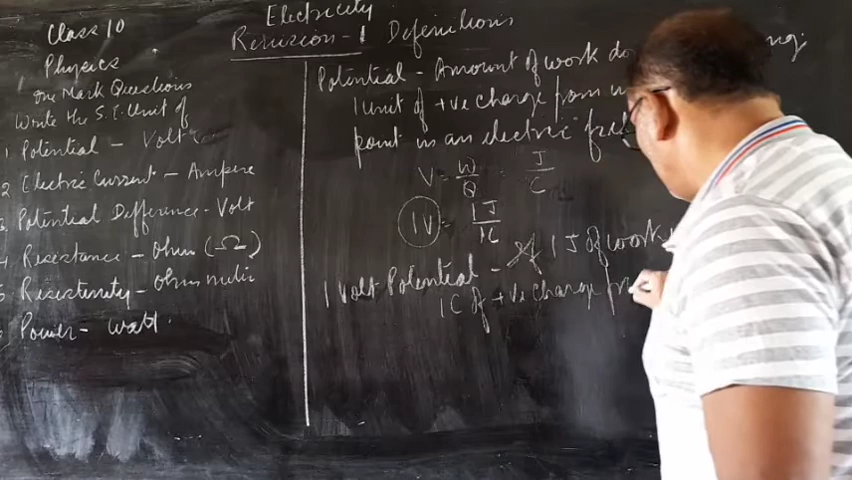 Electricity
Revision-1 Definitions
Class 10
Physics
One Mark Questions
Write the S.I. Unit of
1 Potential - Volt
2 Electric Current - Ampere
3 Potential Difference - Volt
4 Resistance - Ohm (Ω)
5 Resistivity - Ohm metre
6 Power - Watt
Potential - Amount of work do
1 unit of +ve charge from
point in an electric field
V = W/Q = J/C
1V = 1J/1C
1 Volt Potential - If 1 J of work
1C of +ve charge fr